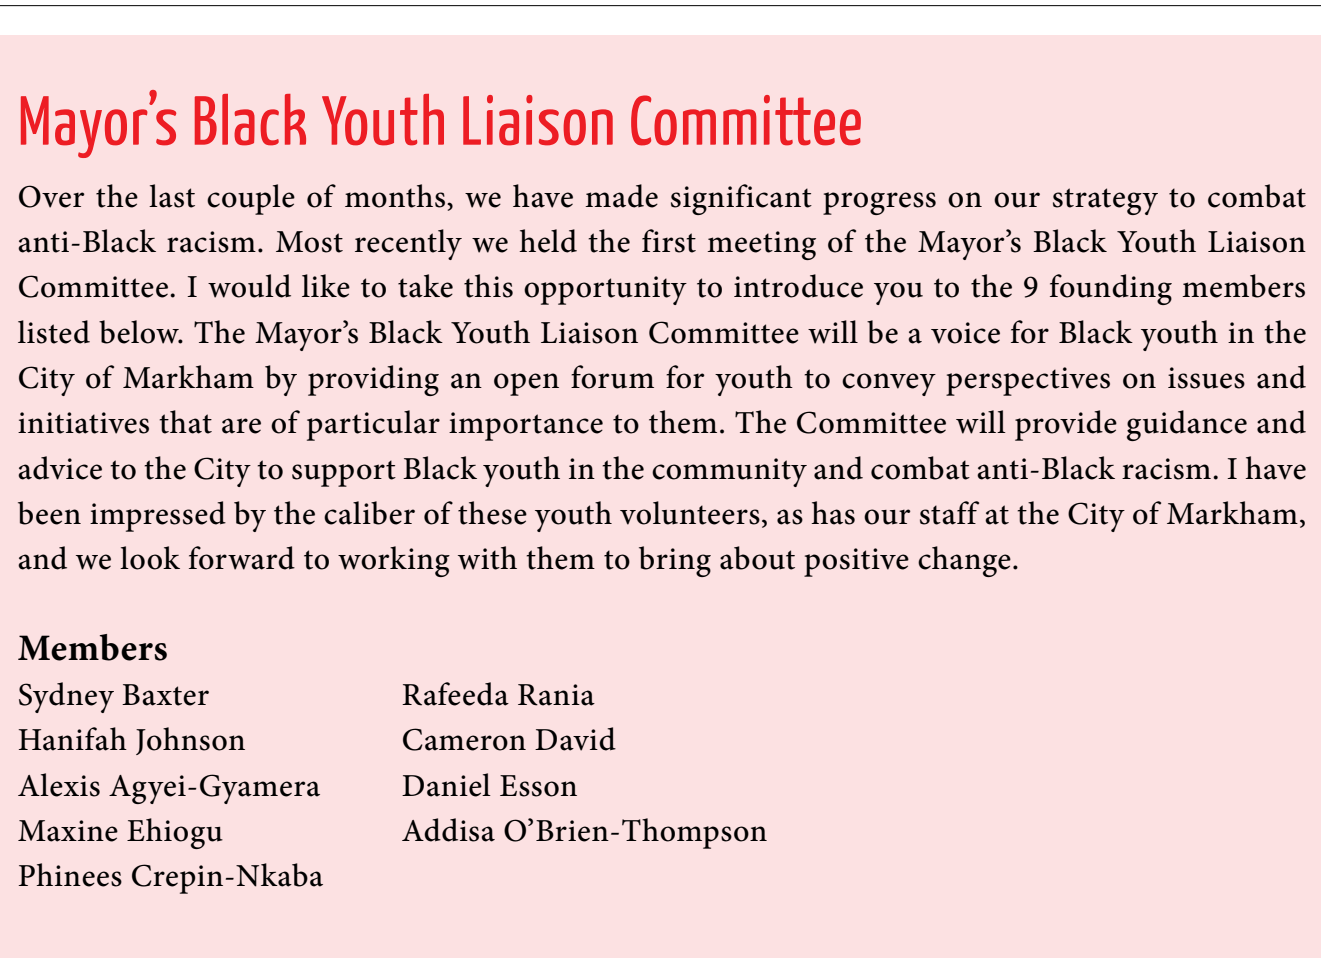 Mayor’s Black Youth Liaison Committee
Over the last couple of months, we have made significant progress on our strategy to combat
anti-Black racism. Most recently we held the first meeting of the Mayor’s Black Youth Liaison
Committee. I would like to take this opportunity to introduce you to the 9 founding members
listed below. The Mayor’s Black Youth Liaison Committee will be a voice for Black youth in the
City of Markham by providing an open forum for youth to convey perspectives on issues and
initiatives that are of particular importance to them. The Committee will provide guidance and
advice to the City to support Black youth in the community and combat anti-Black racism. I have
been impressed by the caliber of these youth volunteers, as has our staff at the City of Markham,
and we look forward to working with them to bring about positive change.
Members
Sydney Baxter
Hanifah Johnson
Alexis Agyei-Gyamera
Maxine Ehiogu
Phinees Crepin-Nkaba
Rafeeda Rania
Cameron David
Daniel Esson
Addisa O’Brien-Thompson